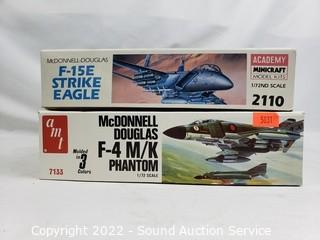 McDONNELL-DOUGLAS
F-15E
STRIKE
EAGLE
ACADEMY
MINICRAFT
MODEL KITS
1/72ND SCALE
2110
amt
7133
Molded in
3
Colors
McDONNELL
DOUGLAS
F-4 M/K
PHANTOM
1/72 SCALE
5031
Copyright 2022 - Sound Auction Service